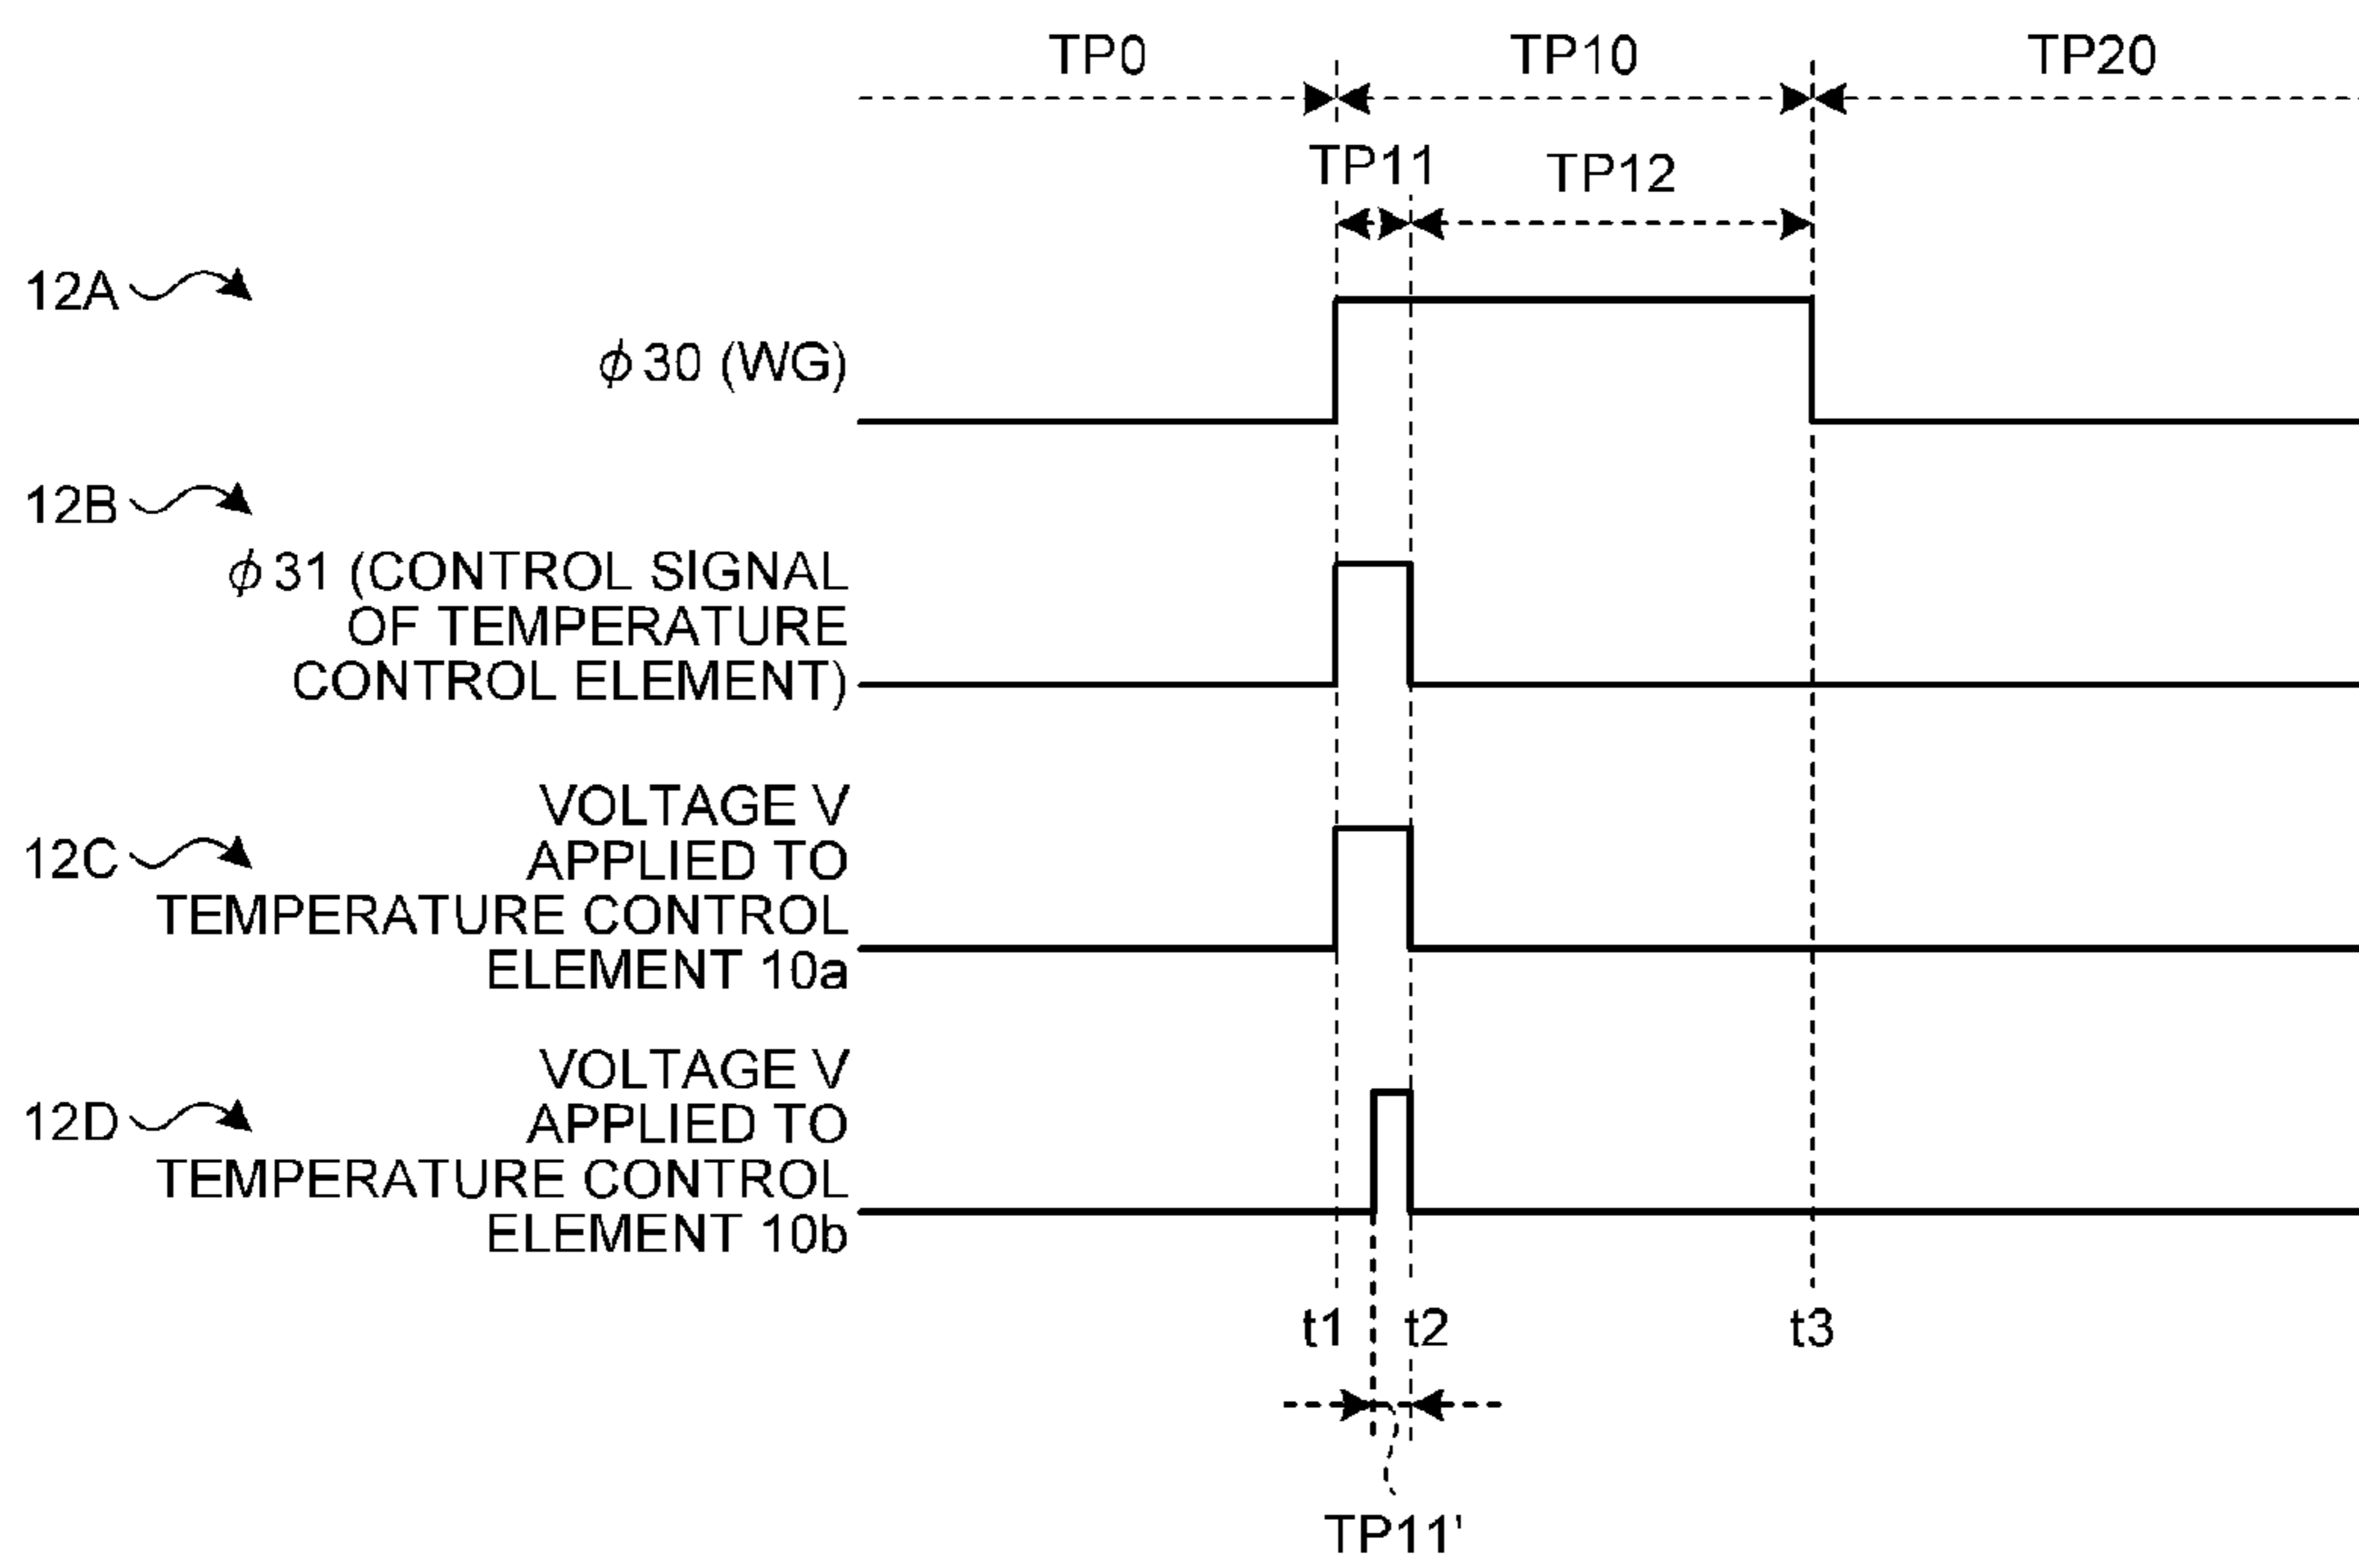 TP0 TP10 TP20
TP11 TP12
12A
ϕ30 (WG)
12B
ϕ31 (CONTROL SIGNAL
OF TEMPERATURE
CONTROL ELEMENT)
12C
VOLTAGE V
APPLIED TO
TEMPERATURE CONTROL
ELEMENT 10a
12D
VOLTAGE V
APPLIED TO
TEMPERATURE CONTROL
ELEMENT 10b
t1 t2 t3
TP11'